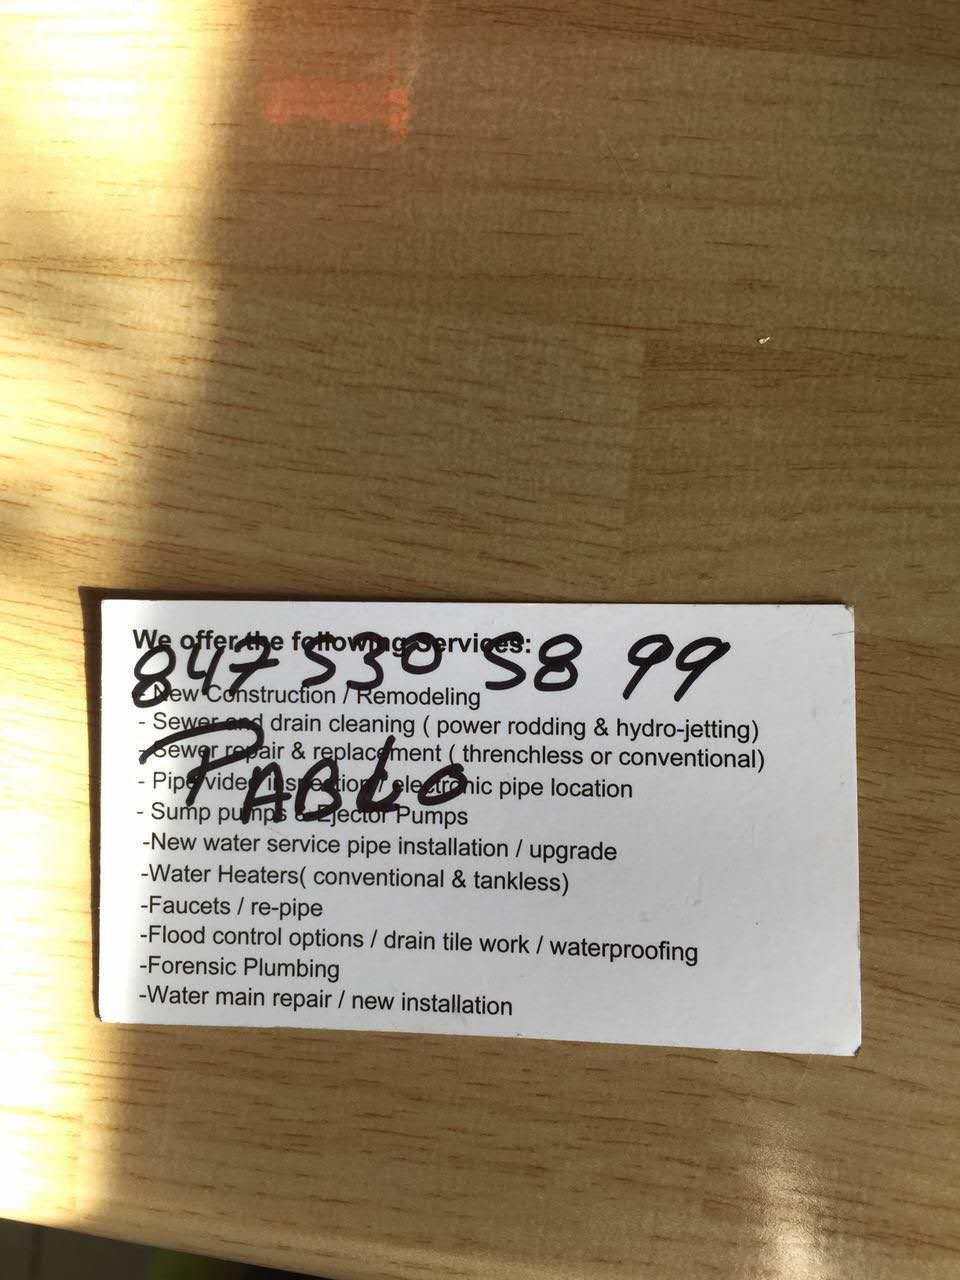 We offer the following Services:
847 530 58 99
- New Construction / Remodeling
- Sewer and drain cleaning ( power rodding & hydro-jetting)
- Sewer repair & replacement ( threnchless or conventional)
PABLO
- Pipe video inspection / electronic pipe location
- Sump pumps & Ejector Pumps
-New water service pipe installation / upgrade
-Water Heaters( conventional & tankless)
-Faucets / re-pipe
-Flood control options / drain tile work / waterproofing
-Forensic Plumbing
-Water main repair / new installation